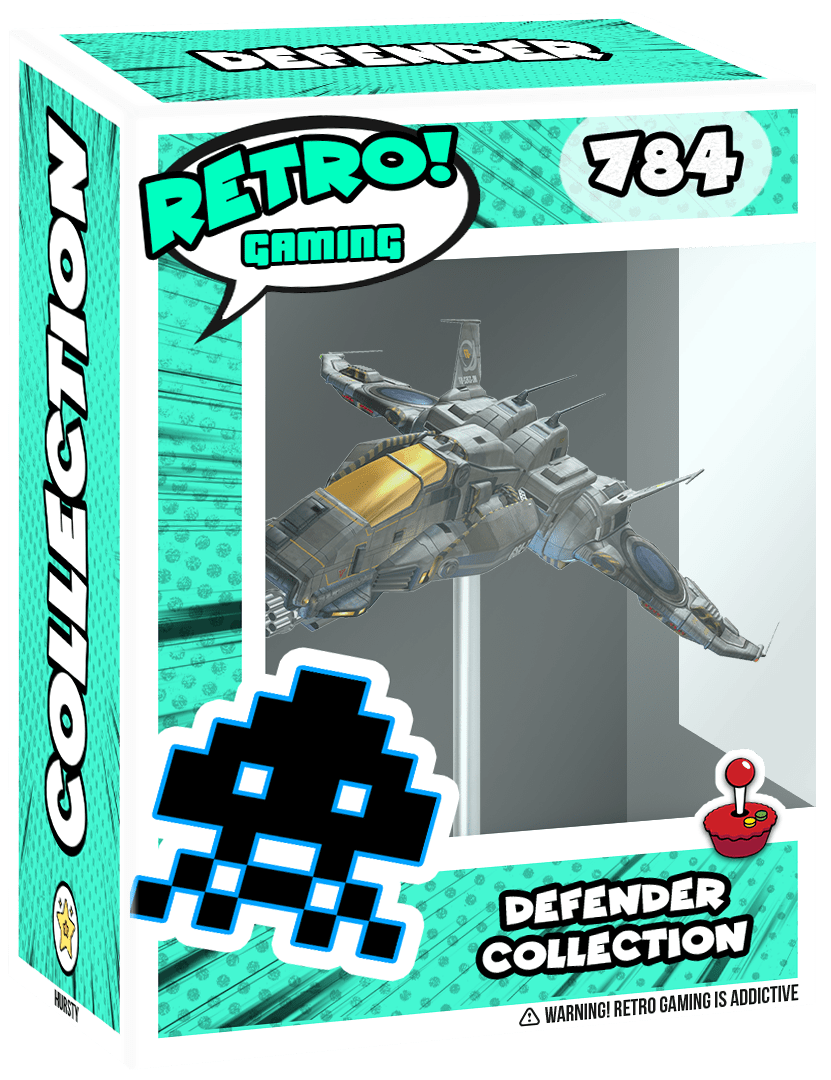 DEFENDER
COLLECTION
RETRO!
GAMING
784
DEFENDER
COLLECTION
HURSTY
WARNING! RETRO GAMING IS ADDICTIVE